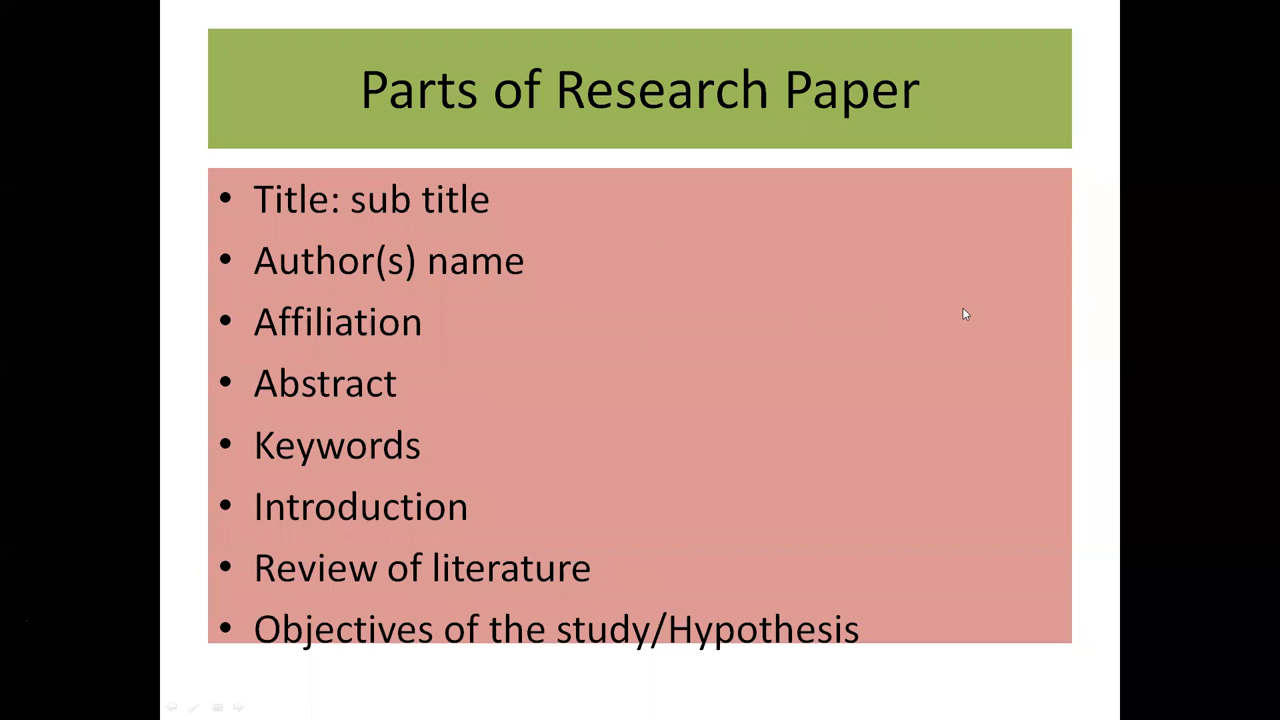 Parts of Research Paper
• Title: sub title
• Author(s) name
• Affiliation
• Abstract
• Keywords
• Introduction
• Review of literature
• Objectives of the study/Hypothesis